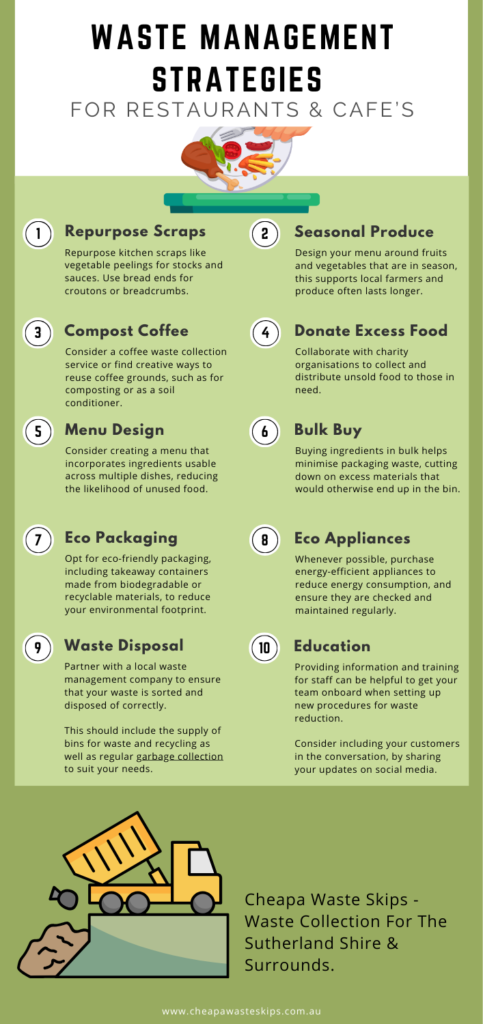 WASTE MANAGEMENT
STRATEGIES
FOR RESTAURANTS & CAFE'S
1
Repurpose Scraps
Repurpose kitchen scraps like
vegetable peelings for stocks and
sauces. Use bread ends for
croutons or breadcrumbs.
2
Seasonal Produce
Design your menu around fruits
and vegetables that are in season,
this supports local farmers and
produce often lasts longer.
3
Compost Coffee
Consider a coffee waste collection
service or find creative ways to
reuse coffee grounds, such as for
composting or as a soil
conditioner.
4
Donate Excess Food
Collaborate with charity
organisations to collect and
distribute unsold food to those in
need.
5
Menu Design
Consider creating a menu that
incorporates ingredients usable
across multiple dishes, reducing
the likelihood of unused food.
6
Bulk Buy
Buying ingredients in bulk helps
minimise packaging waste, cutting
down on excess materials that
would otherwise end up in the bin.
7
Eco Packaging
Opt for eco-friendly packaging,
including takeaway containers
made from biodegradable or
recyclable materials, to reduce
your environmental footprint.
8
Eco Appliances
Whenever possible, purchase
energy-efficient appliances to
reduce energy consumption, and
ensure they are checked and
maintained regularly.
9
Waste Disposal
Partner with a local waste
management company to ensure
that your waste is sorted and
disposed of correctly.
This should include the supply of
bins for waste and recycling as
well as regular garbage collection
to suit your needs.
10
Education
Providing information and training
for staff can be helpful to get your
team onboard when setting up
new procedures for waste
reduction.
Consider including your customers
in the conversation, by sharing
your updates on social media.
Cheapa Waste Skips -
Waste Collection For The
Sutherland Shire &
Surrounds.
www.cheapawasteskips.com.au